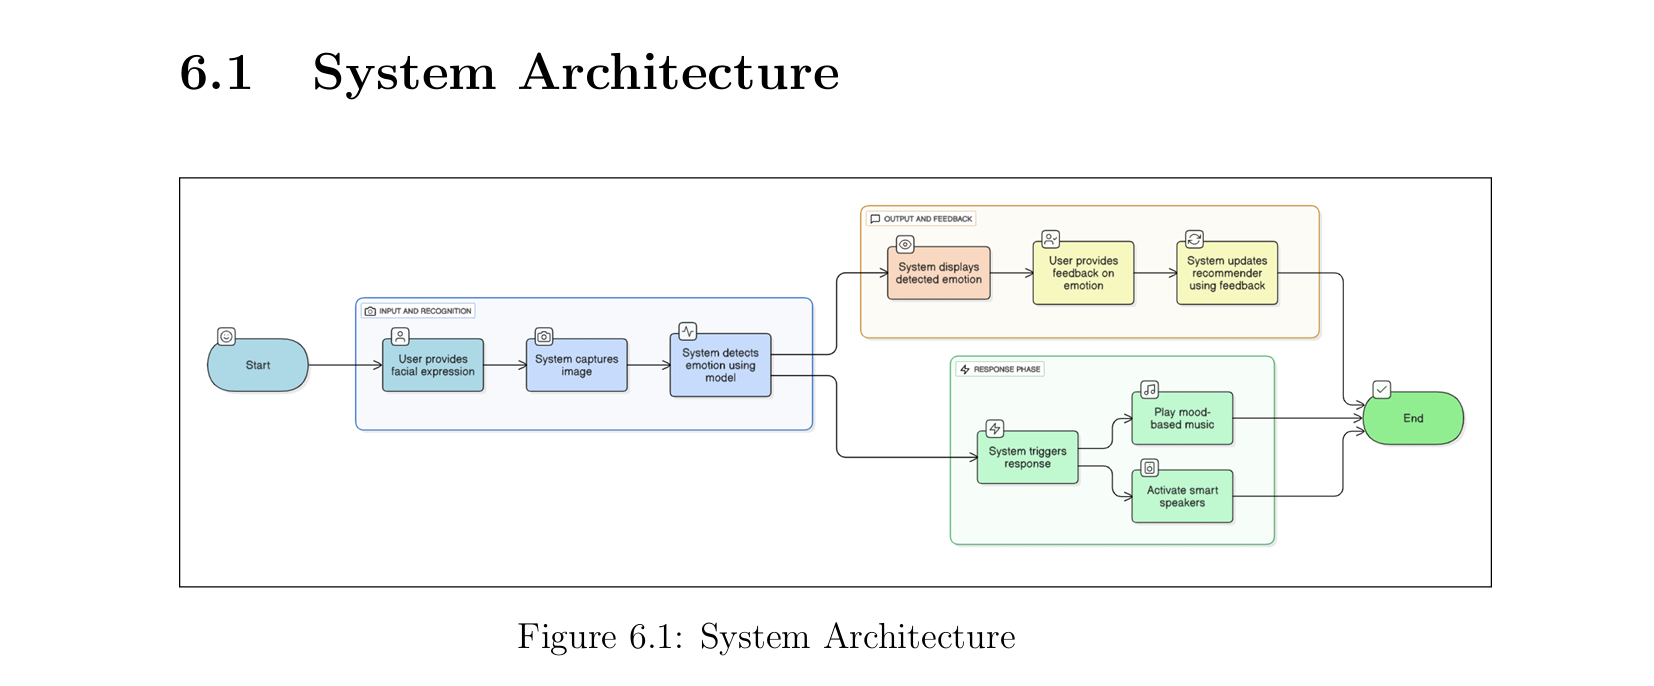 6.1 System Architecture
OUTPUT AND FEEDBACK
System displays
detected emotion
User provides
feedback on
emotion
System updates
recommender
using feedback
INPUT AND RECOGNITION
Start
User provides
facial expression
System captures
image
System detects
emotion using
model
RESPONSE PHASE
System triggers
response
Play mood-
based music
Activate smart
speakers
End
Figure 6.1: System Architecture